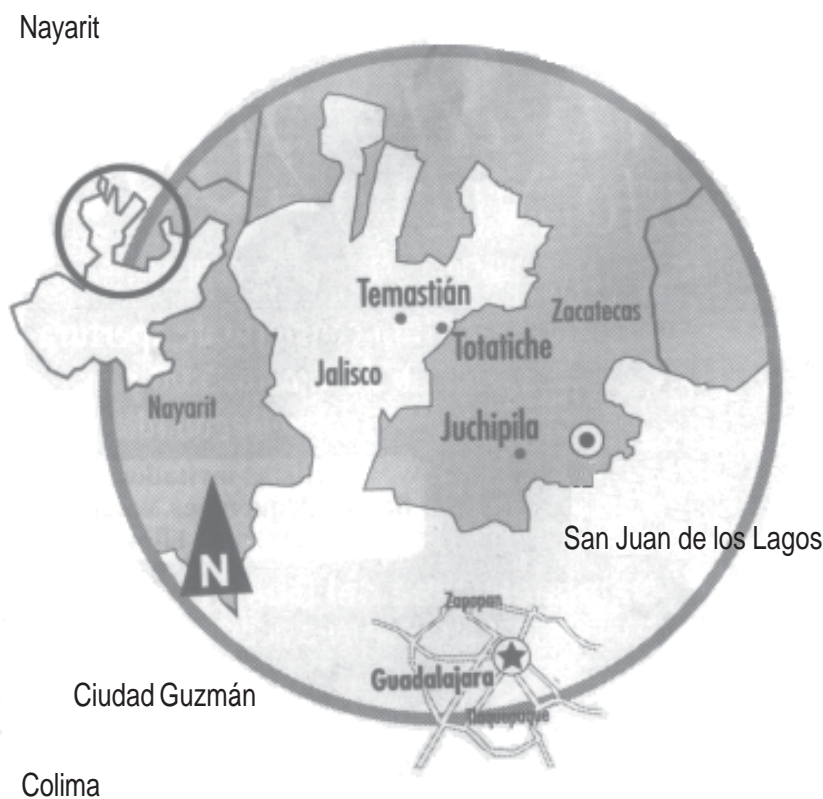 Nayarit
Temastián
Zacatecas
Totatiche
Jalisco
Nayarit
Juchipila
San Juan de los Lagos
N
Zapopan
Guadalajara
Ciudad Guzmán
Tlaquepaque
Colima